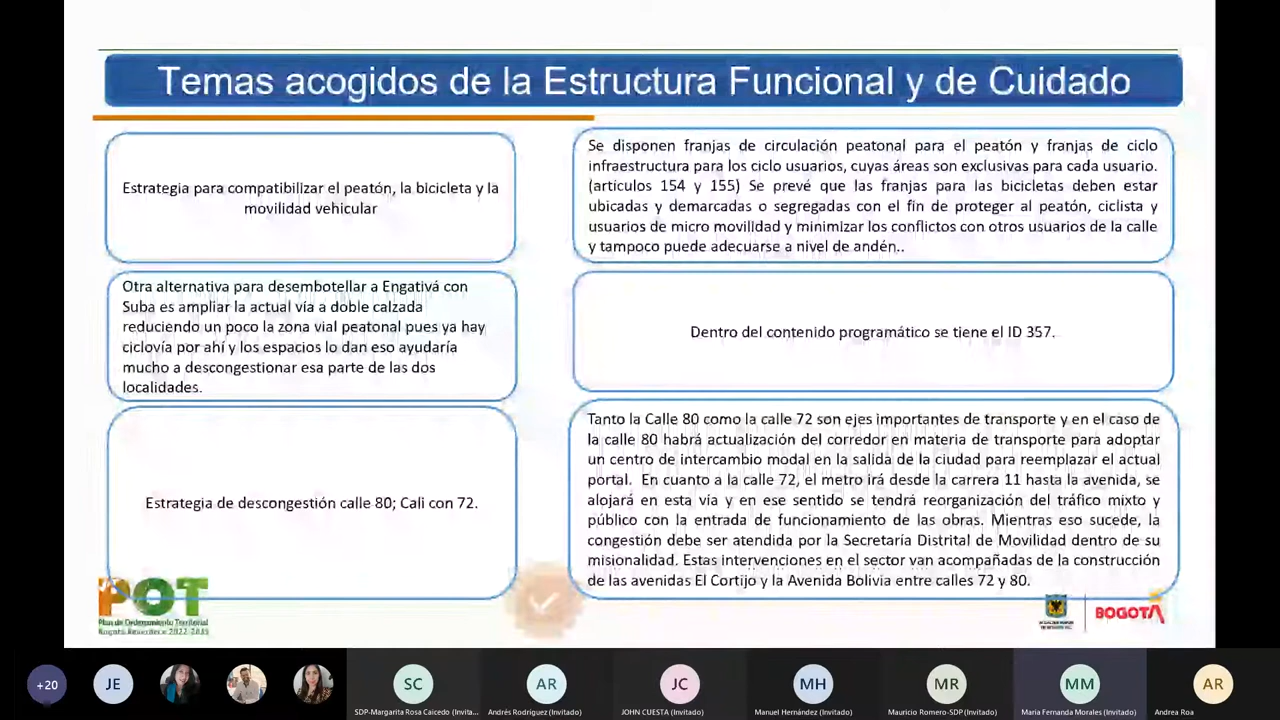 Temas acogidos de la Estructura Funcional y de Cuidado
Estrategia para compatibilizar el peatón, la bicicleta y la
movilidad vehicular
Se disponen franjas de circulación peatonal para el peatón y franjas de ciclo
infraestructura para los ciclo usuarios, cuyas áreas son exclusivas para cada usuario.
(artículos 154 y 155) Se prevé que las franjas para las bicicletas deben estar
ubicadas y demarcadas o segregadas con el fin de proteger al peatón, ciclista y
usuarios de micro movilidad y minimizar los conflictos con otros usuarios de la calle
y tampoco puede adecuarse a nivel de andén..
Otra alternativa para desembotellar a Engativá con
Suba es ampliar la actual vía a doble calzada
reduciendo un poco la zona vial peatonal pues ya hay
ciclovía por ahí y los espacios lo dan eso ayudaría
mucho a descongestionar esa parte de las dos
localidades.
Dentro del contenido programático se tiene el ID 357.
Estrategia de descongestión calle 80; Cali con 72.
Tanto la Calle 80 como la calle 72 son ejes importantes de transporte y en el caso de
la calle 80 habrá actualización del corredor en materia de transporte para adoptar
un centro de intercambio modal en la salida de la ciudad para reemplazar el actual
portal. En cuanto a la calle 72, el metro irá desde la carrera 11 hasta la avenida, se
alojará en esta vía y en ese sentido se tendrá reorganización del tráfico mixto y
público con la entrada de funcionamiento de las obras. Mientras eso sucede, la
congestión debe ser atendida por la Secretaría Distrital de Movilidad dentro de su
misionalidad. Estas intervenciones en el sector van acompañadas de la construcción
de las avenidas El Cortijo y la Avenida Bolivia entre calles 72 y 80.
POT
Plan de Ordenamiento Territorial
Bogotá Reverdece 2022-2035
BOGOTÁ
+20
JE
SC
AR
JC
MH
MR
MM
AR
SDP-Margarita Rosa Caicedo (Invita...
Andrés Rodríguez (Invitado)
JOHN CUESTA (Invitado)
Manuel Hernández (Invitado)
Mauricio Romero-SDP (Invitado)
Maria Fernanda Morales (Invitado)
Andrea Roa